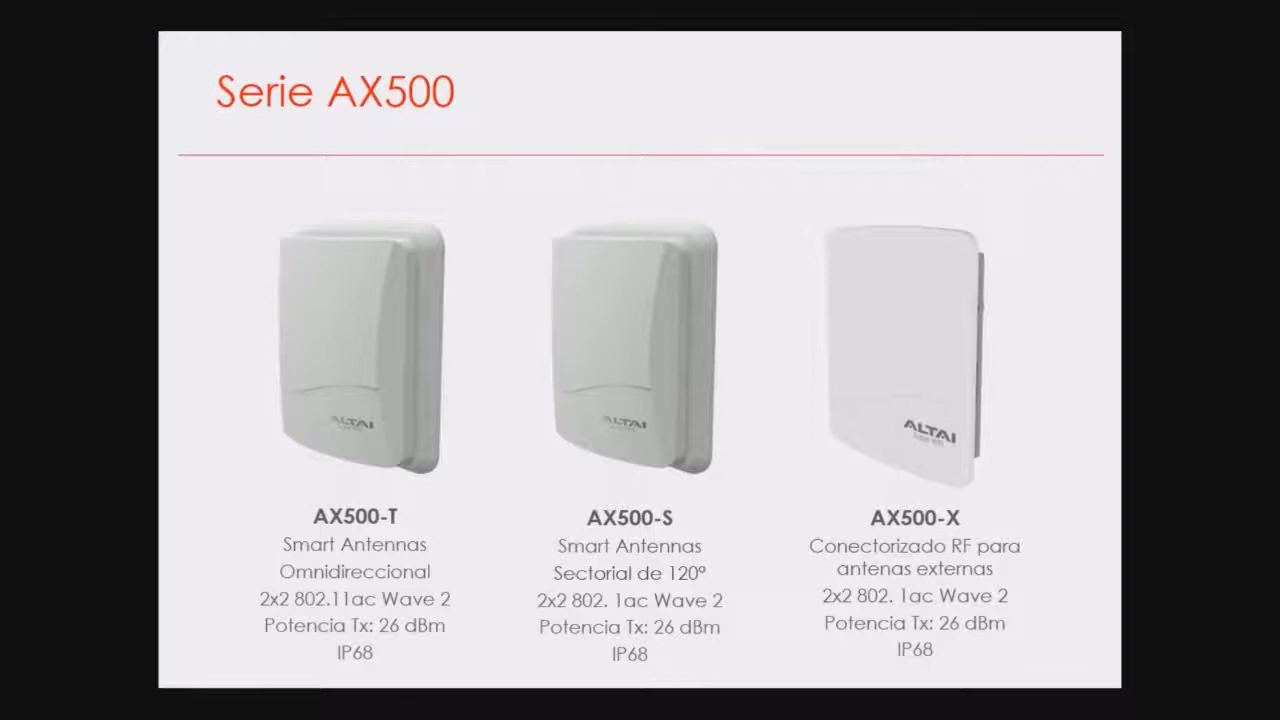 Serie AX500
ALTAI
ALTAI
ALTAI
AX500-T
Smart Antennas
Omnidireccional
2x2 802.11ac Wave 2
Potencia Tx: 26 dBm
IP68
AX500-S
Smart Antennas
Sectorial de 120º
2x2 802. 1ac Wave 2
Potencia Tx: 26 dBm
IP68
AX500-X
Conectorizado RF para
antenas externas
2x2 802. 1ac Wave 2
Potencia Tx: 26 dBm
IP68